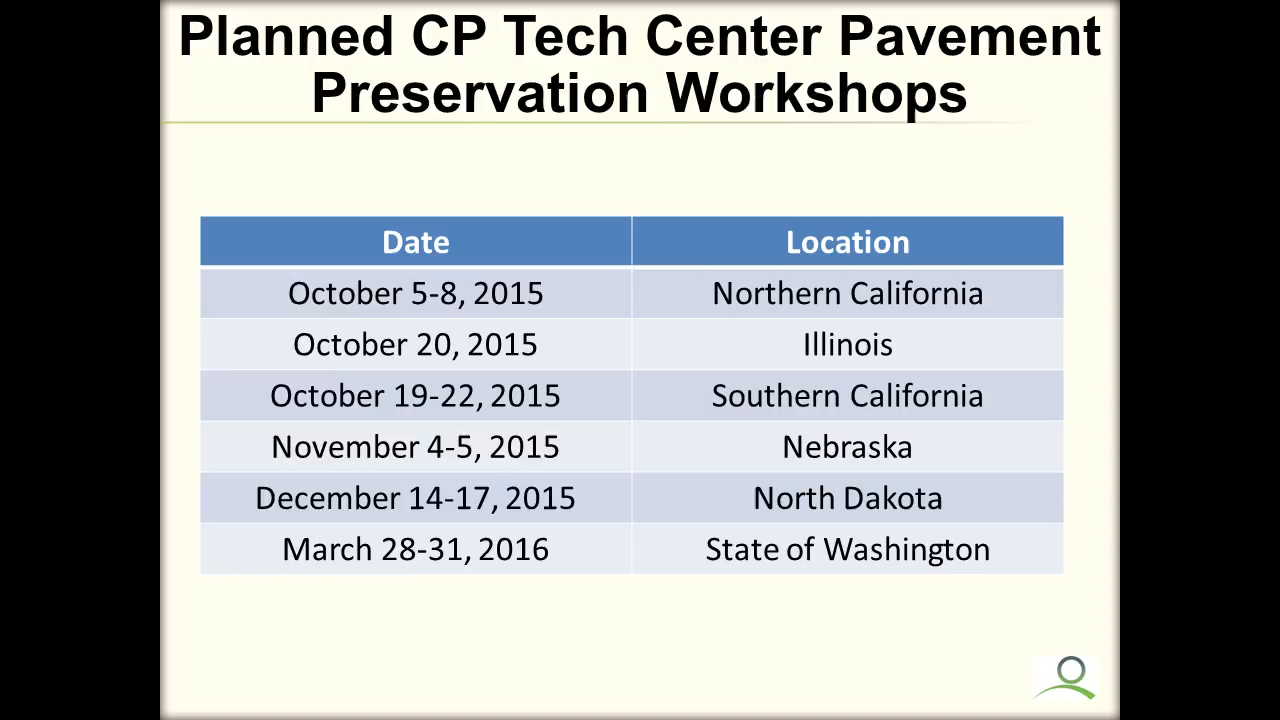 Planned CP Tech Center Pavement
Preservation Workshops
Date Location
October 5-8, 2015 Northern California
October 20, 2015 Illinois
October 19-22, 2015 Southern California
November 4-5, 2015 Nebraska
December 14-17, 2015 North Dakota
March 28-31, 2016 State of Washington